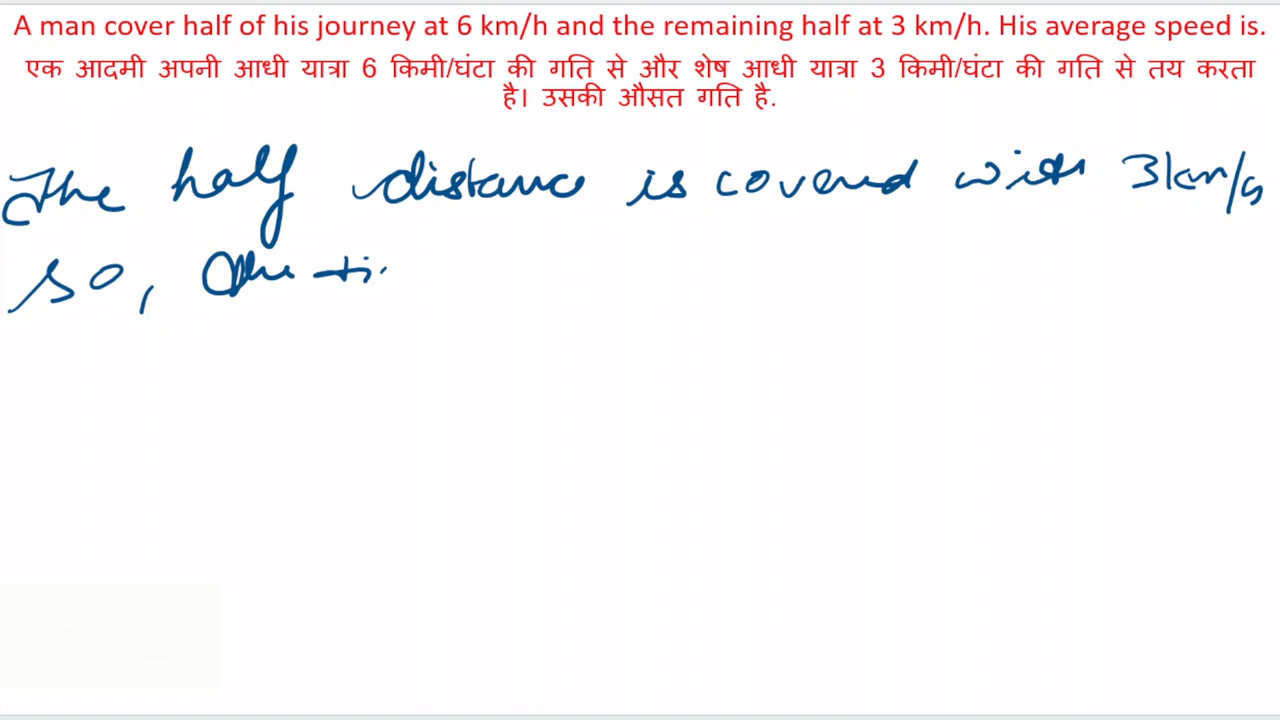 A man cover half of his journey at 6 km/h and the remaining half at 3 km/h. His average speed is.
एक आदमी अपनी आधी यात्रा 6 किमी/घंटा की गति से और शेष आधी यात्रा 3 किमी/घंटा की गति से तय करता
है। उसकी औसत गति है.
The half distance is covered with 3km/h
so, the ti